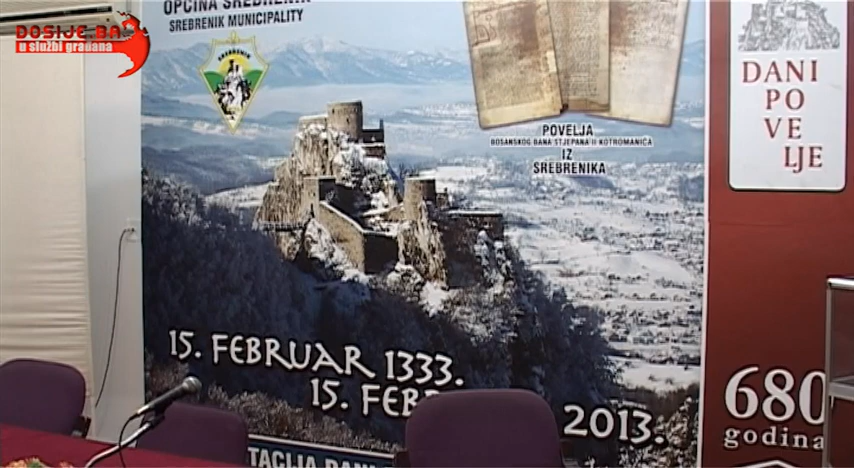 DOSIJE.BA
u službi građana
OPĆINA SREBRENIK
SREBRENIK MUNICIPALITY
SREBRENIK
POVELJA
BOSANSKOG BANA STJEPANA II KOTROMANIĆA
IZ
SREBRENIKA
DANI
PO
VE
LJE
15. FEBRUAR 1333.
15. FEB
2013.
680
godina